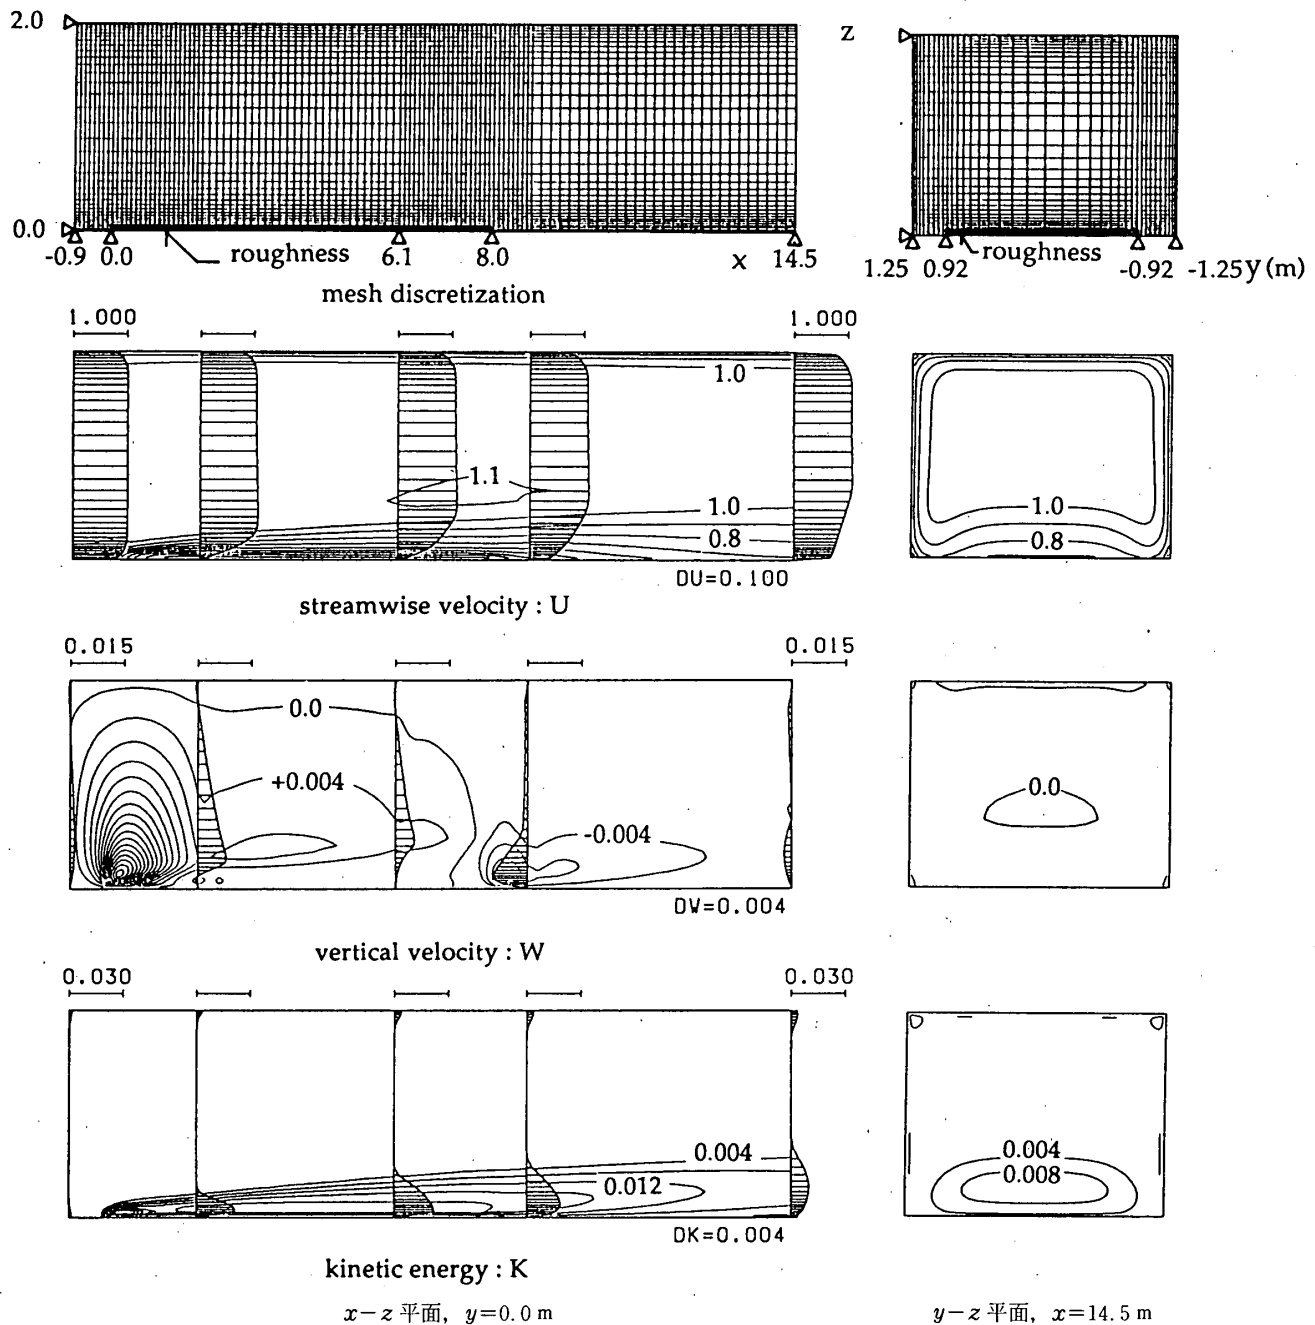 2.0
z
0.0
-0.9 0.0 roughness 6.1 8.0 x 14.5
roughness
1.25 0.92 -0.92 -1.25 y (m)
mesh discretization
1.000 1.000
1.0
1.1
1.0
0.8
1.0
0.8
DU=0.100
streamwise velocity : U
0.015 0.015
0.0
+0.004
-0.004
0.0
DW=0.004
vertical velocity : W
0.030 0.030
0.004
0.012
0.004
0.008
DK=0.004
kinetic energy : K
x−z 平面, y=0.0 m
y−z 平面, x=14.5 m